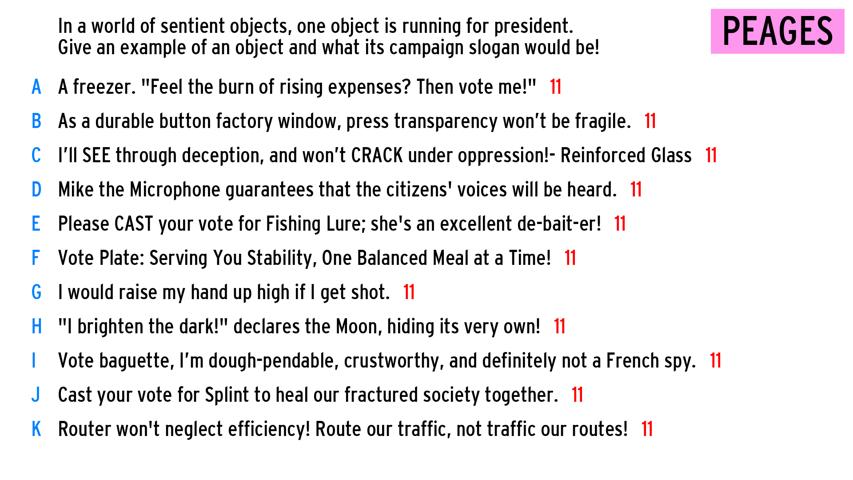 In a world of sentient objects, one object is running for president.
Give an example of an object and what its campaign slogan would be!
PEAGES
A A freezer. "Feel the burn of rising expenses? Then vote me!" 11
B As a durable button factory window, press transparency won’t be fragile. 11
C I’ll SEE through deception, and won’t CRACK under oppression!- Reinforced Glass 11
D Mike the Microphone guarantees that the citizens' voices will be heard. 11
E Please CAST your vote for Fishing Lure; she's an excellent de-bait-er! 11
F Vote Plate: Serving You Stability, One Balanced Meal at a Time! 11
G I would raise my hand up high if I get shot. 11
H "I brighten the dark!" declares the Moon, hiding its very own! 11
I Vote baguette, I’m dough-pendable, crustworthy, and definitely not a French spy. 11
J Cast your vote for Splint to heal our fractured society together. 11
K Router won't neglect efficiency! Route our traffic, not traffic our routes! 11